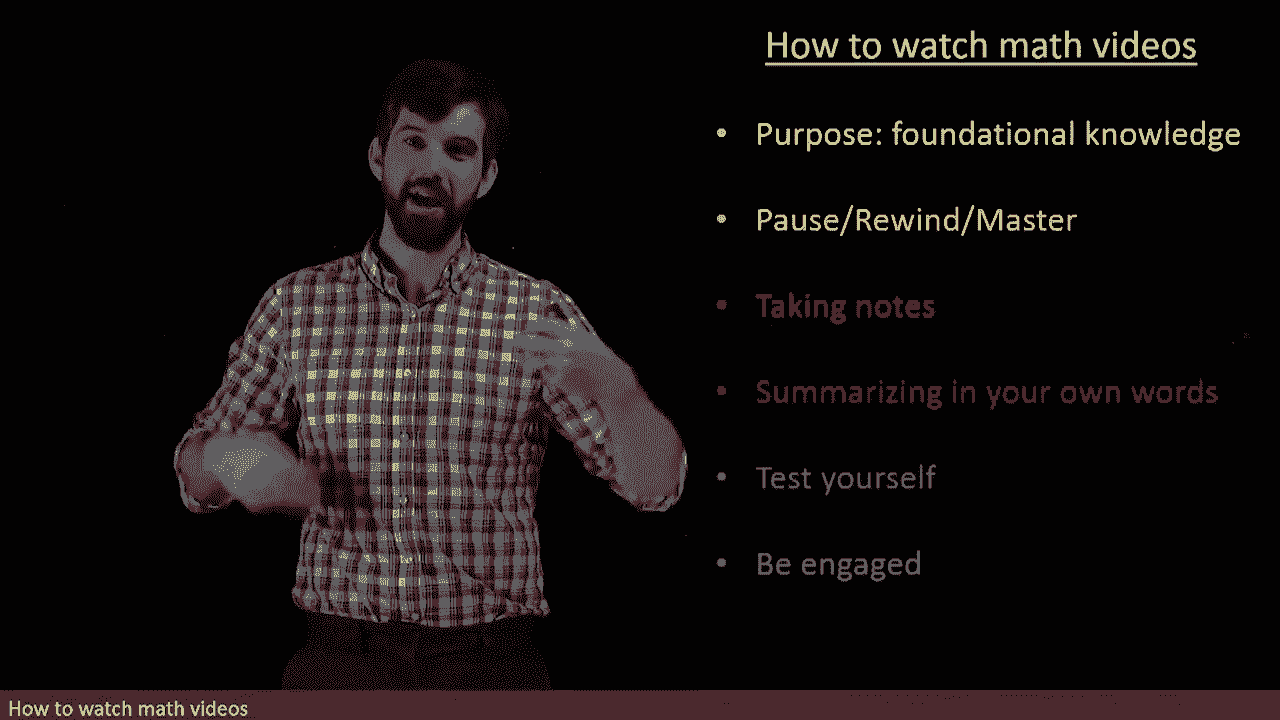 How to watch math videos
• Purpose: foundational knowledge
• Pause/Rewind/Master
• Taking notes
• Summarizing in your own words
• Test yourself
• Be engaged
How to watch math videos